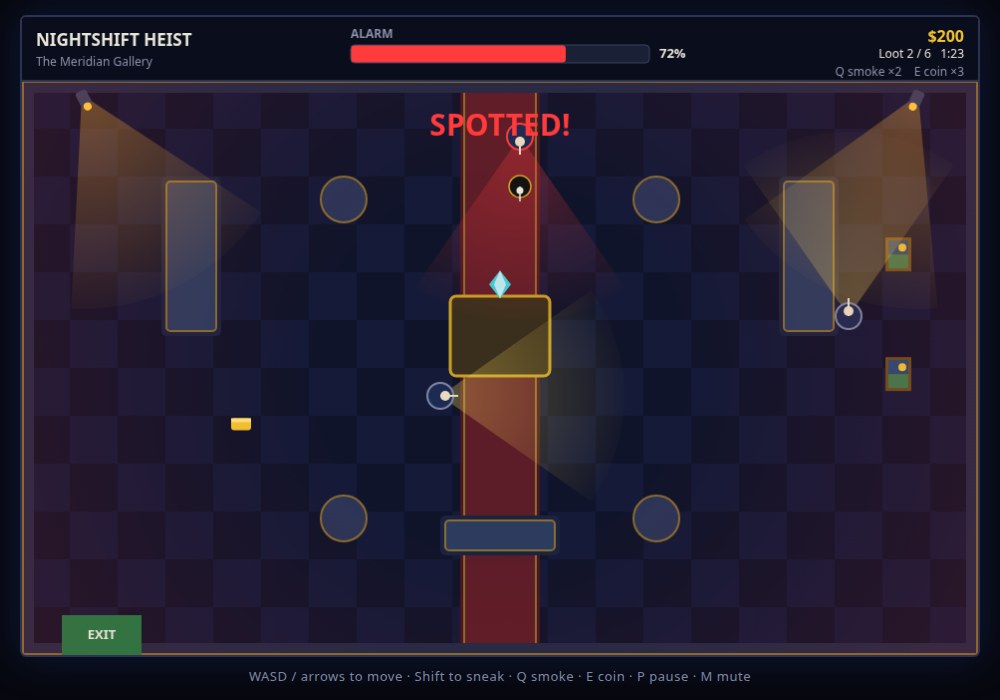 NIGHTSHIFT HEIST
The Meridian Gallery
ALARM
72%
$200
Loot 2 / 6 1:23
Q smoke ×2 E coin ×3
SPOTTED!
EXIT
WASD / arrows to move · Shift to sneak · Q smoke · E coin · P pause · M mute